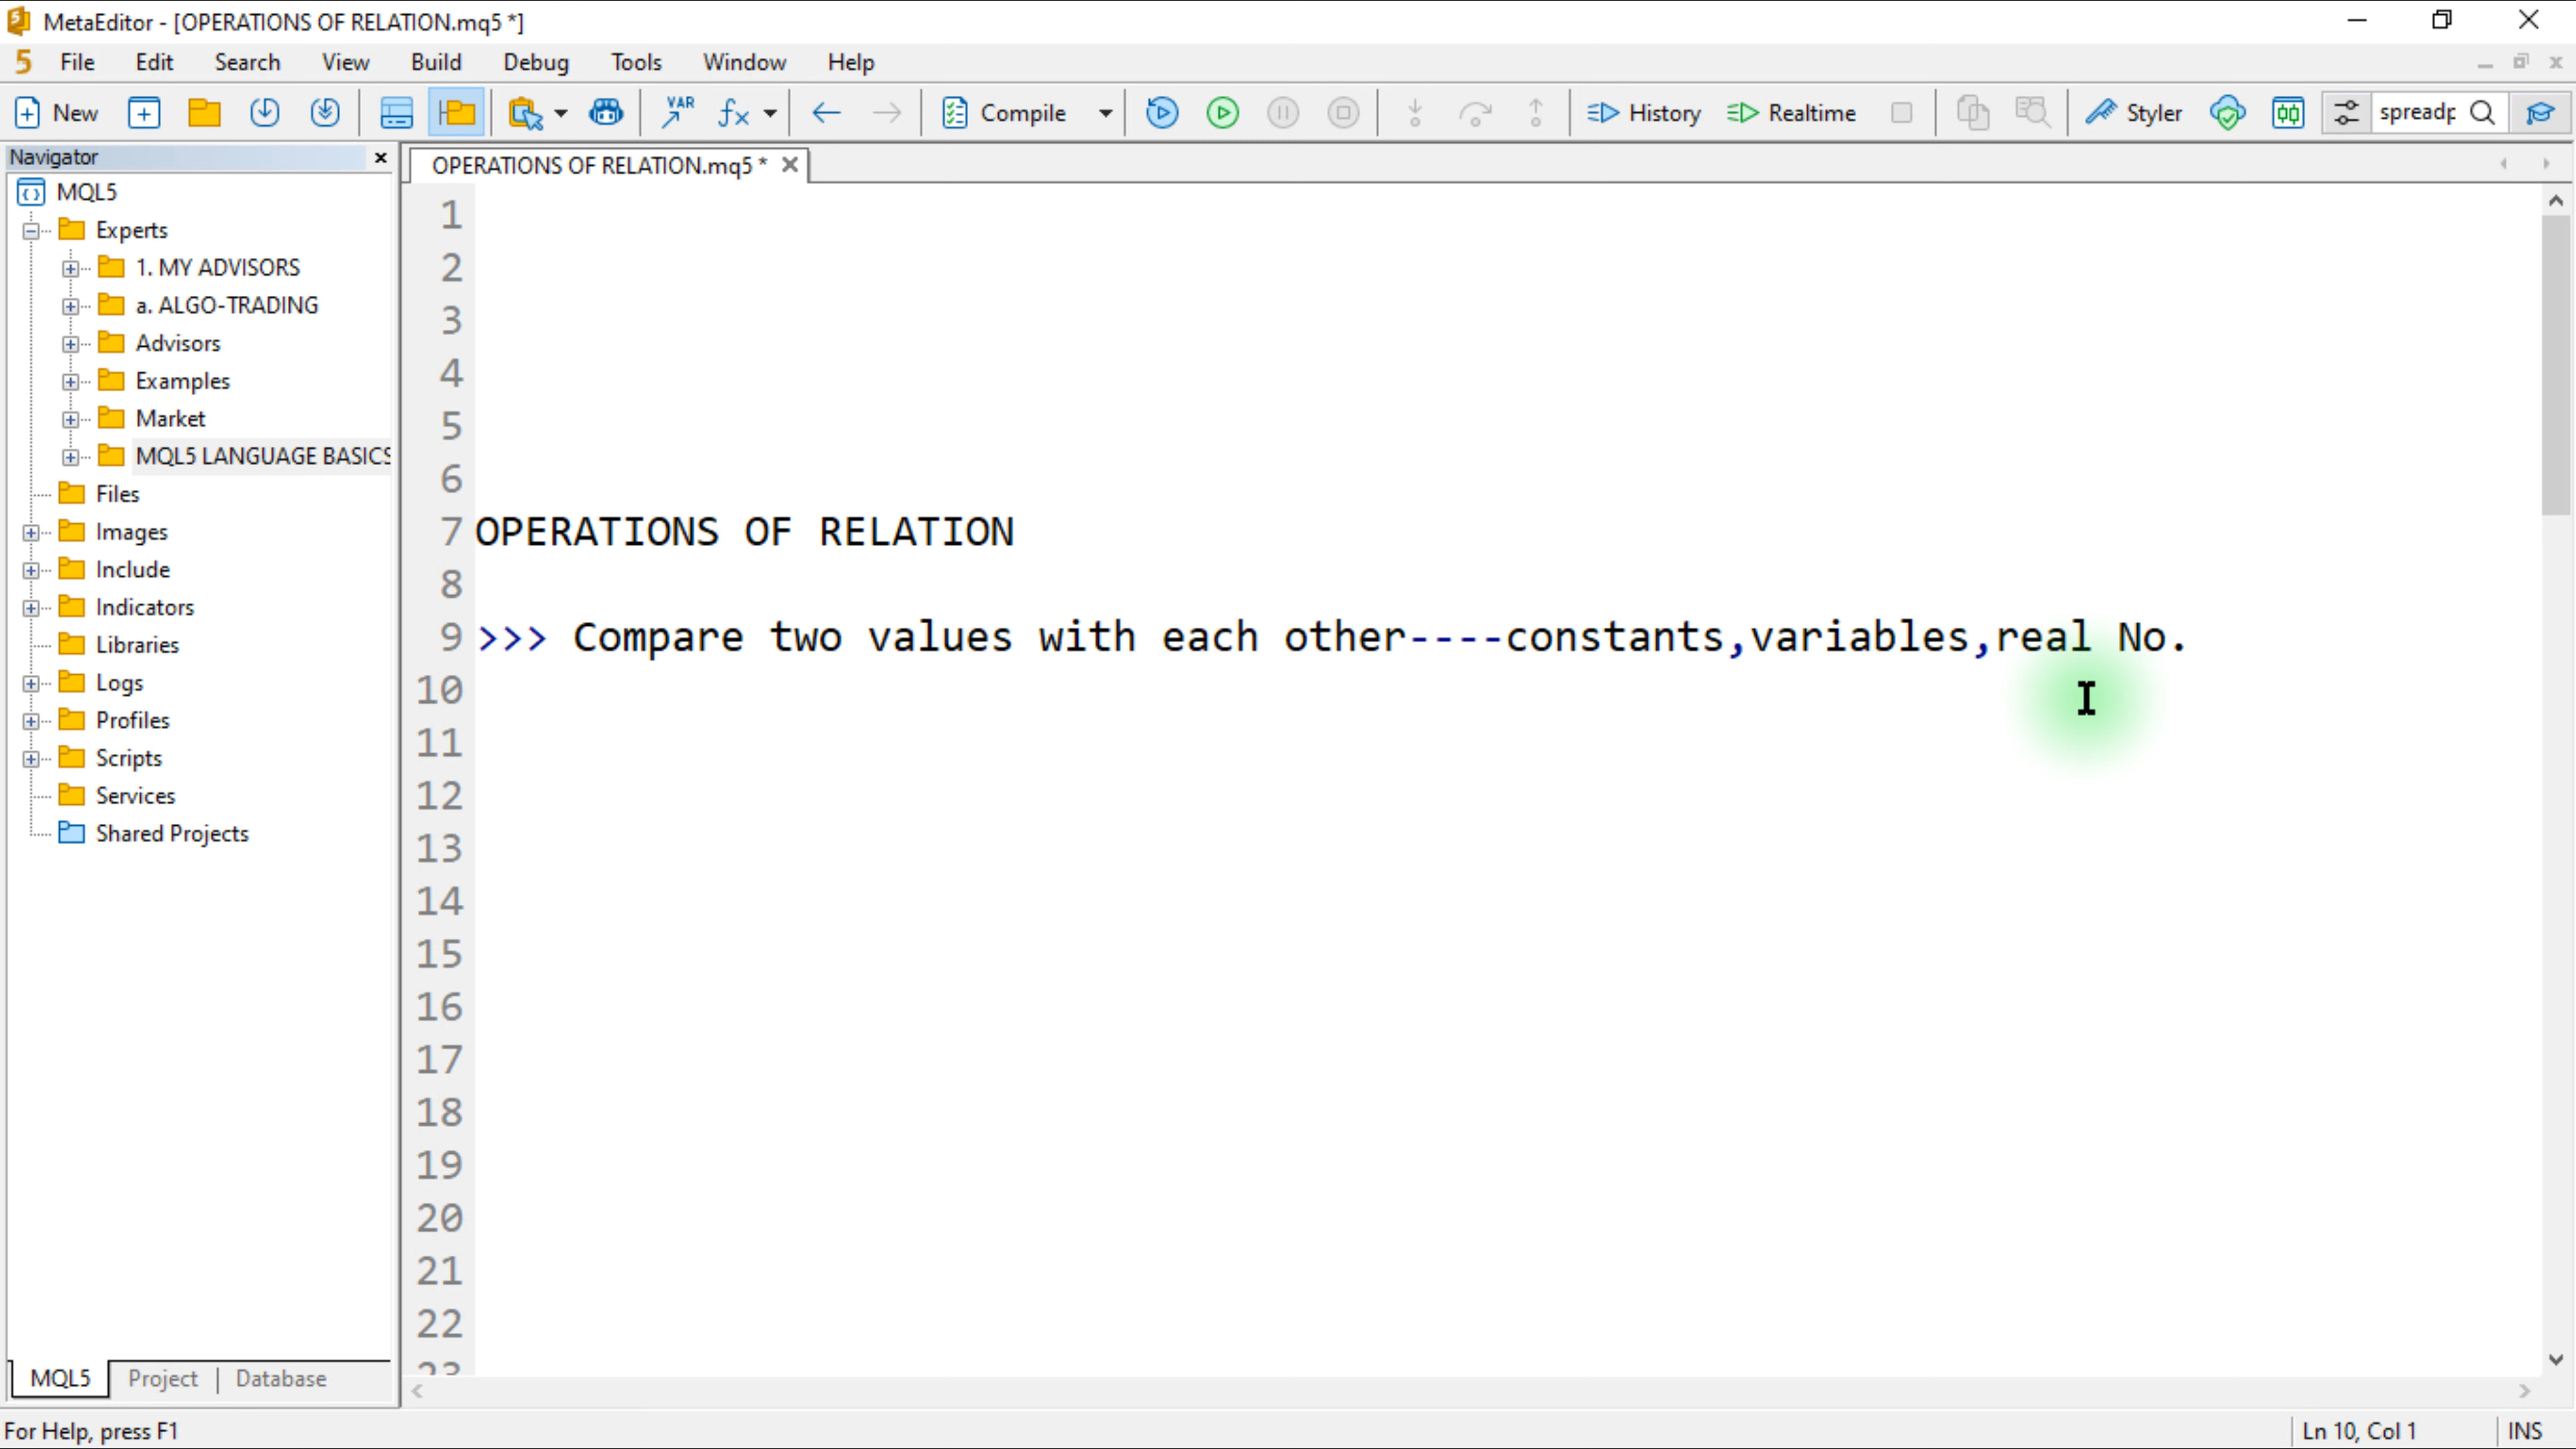 MetaEditor - [OPERATIONS OF RELATION.mq5 *]
5 File Edit Search View Build Debug Tools Window Help
New VAR fx Compile History Realtime Styler spreadp
Navigator
OPERATIONS OF RELATION.mq5 *
MQL5
Experts
1. MY ADVISORS
a. ALGO-TRADING
Advisors
Examples
Market
MQL5 LANGUAGE BASICS
Files
Images
Include
Indicators
Libraries
Logs
Profiles
Scripts
Services
Shared Projects
1
2
3
4
5
6
7 OPERATIONS OF RELATION
8
9 >>> Compare two values with each other----constants,variables,real No.
10
11
12
13
14
15
16
17
18
19
20
21
22
23
MQL5 Project Database
For Help, press F1 Ln 10, Col 1 INS